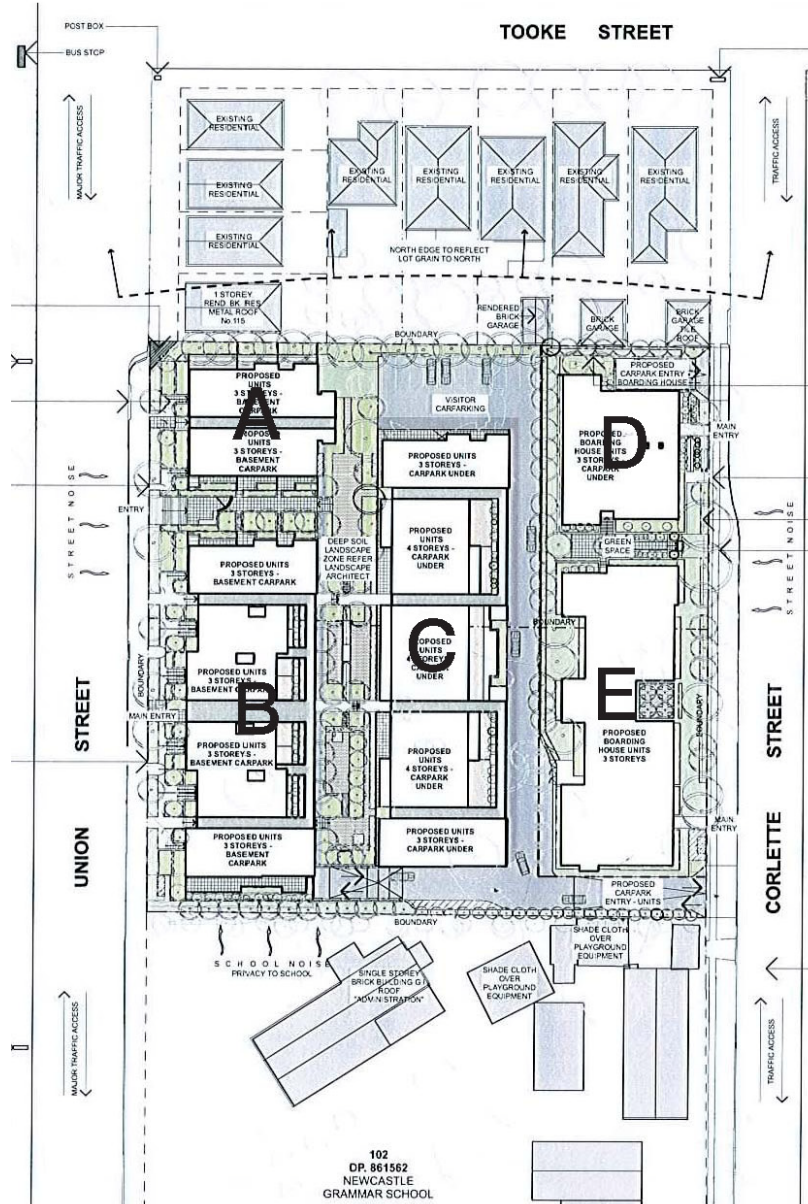 TOOKE STREET
POST BOX
BUS STOP
MAJOR TRAFFIC ACCESS
TRAFFIC ACCESS
EXISTING
RESIDENTIAL
EXISTING
RESIDENTIAL
EXISTING
RESIDENTIAL
EXISTING
RESIDENTIAL
EXISTING
RESIDENTIAL
EXISTING
RESIDENTIAL
EXISTING
RESIDENTIAL
EXISTING
RESIDENTIAL
NORTH EDGE TO REFLECT
LOT GRAIN TO NORTH
1 STOREY
REND. BK. RES
METAL ROOF
No.115
RENDERED
BRICK
GARAGE
BRICK
GARAGE
BRICK
GARAGE
TILE
ROOF
BOUNDARY
PROPOSED
UNITS
3 STOREYS -
BASEMENT
CARPARK
A
PROPOSED
UNITS
3 STOREYS -
BASEMENT
CARPARK
VISITOR
CARPARKING
PROPOSED
CARPARK ENTRY
BOARDING HOUSE
PROPOSED
BOARDING
HOUSE UNITS
3 STOREYS -
CARPARK
UNDER
D
MAIN
ENTRY
STREET NOISE
ENTRY
PROPOSED UNITS
3 STOREYS -
CARPARK UNDER
PROPOSED
UNITS
4 STOREYS -
CARPARK
UNDER
DEEP SOIL
LANDSCAPE
ZONE REFER
LANDSCAPE
ARCHITECT
GREEN
SPACE
STREET NOISE
PROPOSED UNITS
3 STOREYS -
BASEMENT CARPARK
PROPOSED
UNITS
4 STOREYS -
CARPARK
UNDER
C
BOUNDARY
BOUNDARY
PROPOSED UNITS
3 STOREYS -
BASEMENT CARPARK
B
MAIN ENTRY
PROPOSED UNITS
3 STOREYS -
BASEMENT CARPARK
PROPOSED
UNITS
4 STOREYS -
CARPARK
UNDER
E
PROPOSED
BOARDING
HOUSE UNITS
3 STOREYS
BOUNDARY
MAIN
ENTRY
PROPOSED UNITS
3 STOREYS -
BASEMENT
CARPARK
PROPOSED UNITS
3 STOREYS -
CARPARK UNDER
PROPOSED
CARPARK
ENTRY - UNITS
BOUNDARY
UNION STREET
CORLETTE STREET
SCHOOL NOISE
PRIVACY TO SCHOOL
SINGLE STOREY
BRICK BUILDING G I
ROOF
"ADMINISTRATION"
SHADE CLOTH
OVER
PLAYGROUND
EQUIPMENT
SHADE CLOTH
OVER
PLAYGROUND
EQUIPMENT
MAJOR TRAFFIC ACCESS
TRAFFIC ACCESS
102
DP. 861562
NEWCASTLE
GRAMMAR SCHOOL